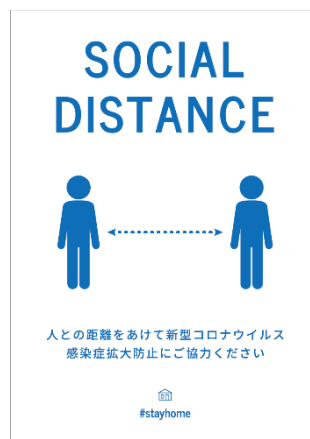 SOCIAL
DISTANCE
人との距離をあけて新型コロナウイルス
感染症拡大防止にご協力ください
#stayhome